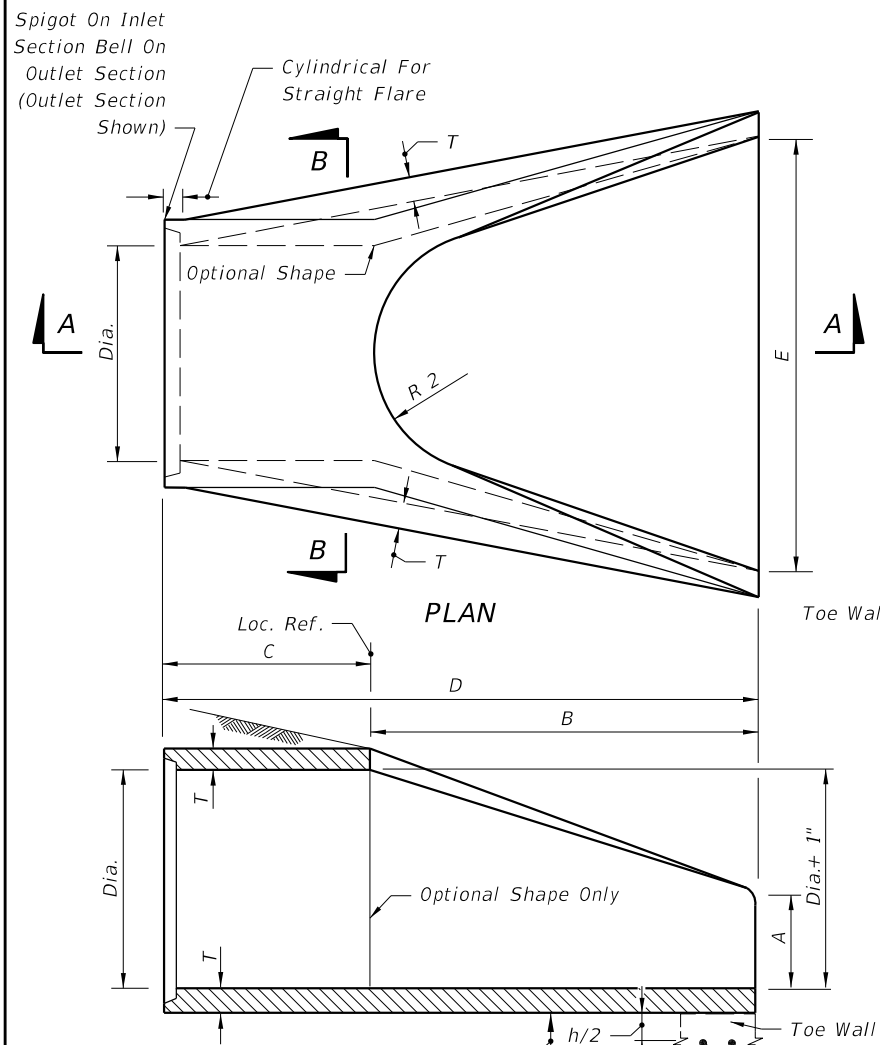 Spigot On Inlet
Section Bell On
Outlet Section
(Outlet Section
Shown)
Cylindrical For
Straight Flare
B
T
Optional Shape
A
Dia.
R 2
E
A
B
T
PLAN
Toe Wal
Loc. Ref.
C
D
B
T
Dia.
Optional Shape Only
Dia.+ 1"
A
T
h/2
Toe Wall